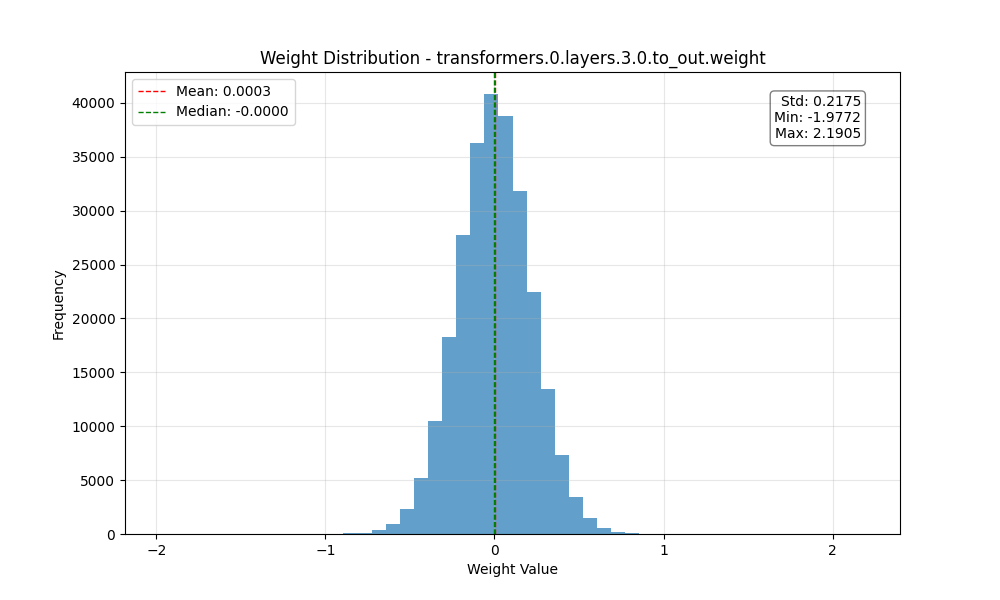 Weight Distribution - transformers.0.layers.3.0.to_out.weight
Mean: 0.0003
Median: -0.0000
Std: 0.2175
Min: -1.9772
Max: 2.1905
40000
35000
30000
25000
20000
15000
10000
5000
0
Frequency
−2
−1
0
1
2
Weight Value